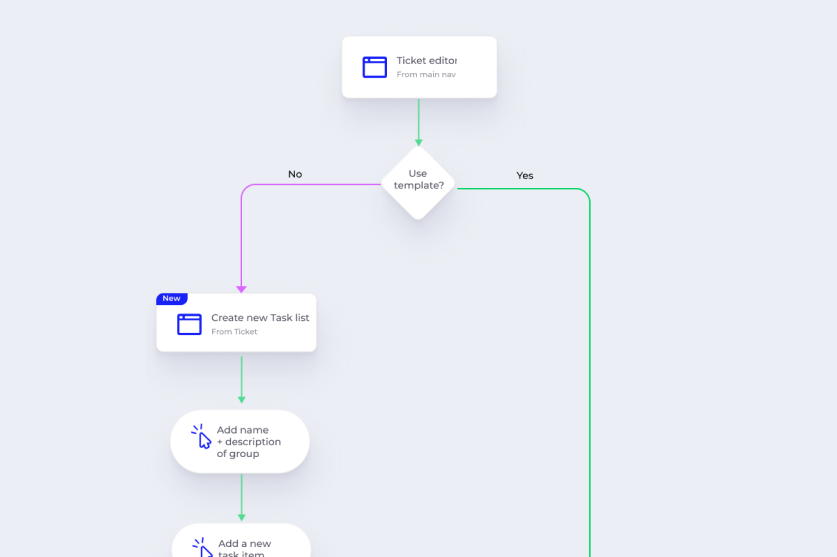 Ticket editor
From main nav
Use
template?
No
Yes
New
Create new Task list
From Ticket
Add name
+ description
of group
Add a new
task item